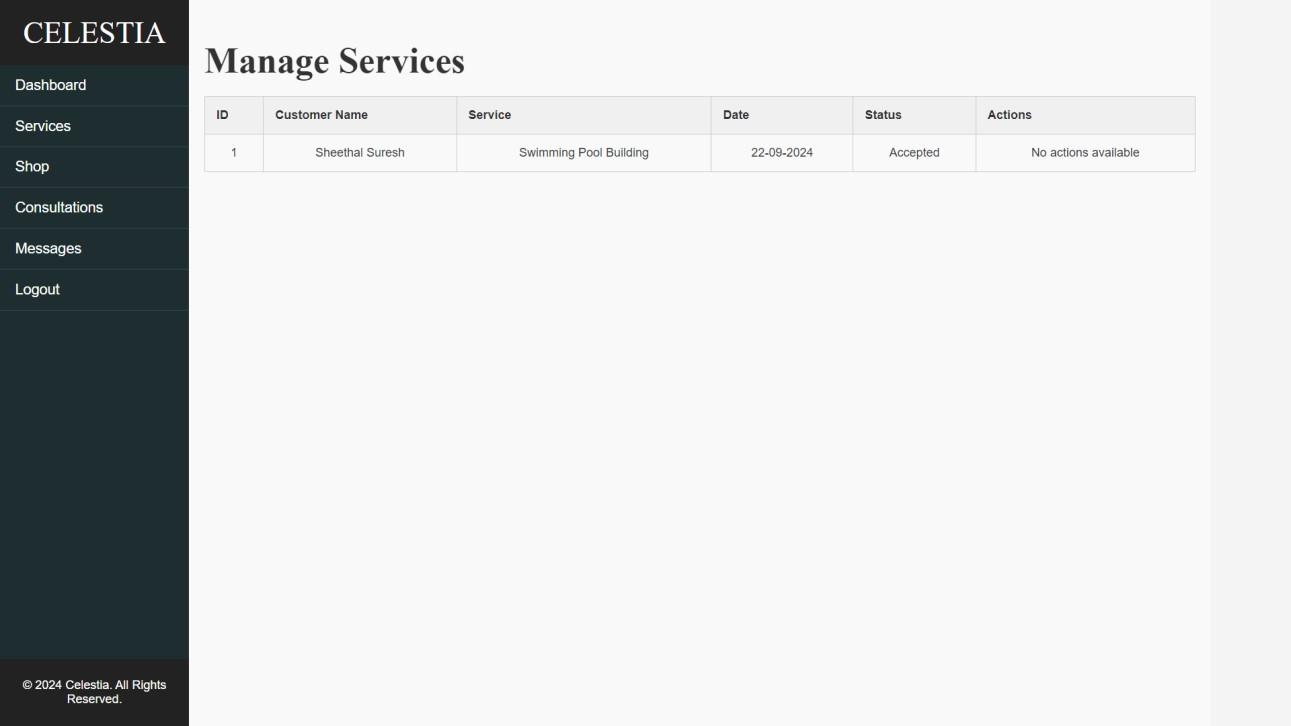 CELESTIA
Dashboard
Services
Shop
Consultations
Messages
Logout
© 2024 Celestia. All Rights
Reserved.
Manage Services
ID Customer Name Service Date Status Actions
1 Sheethal Suresh Swimming Pool Building 22-09-2024 Accepted No actions available